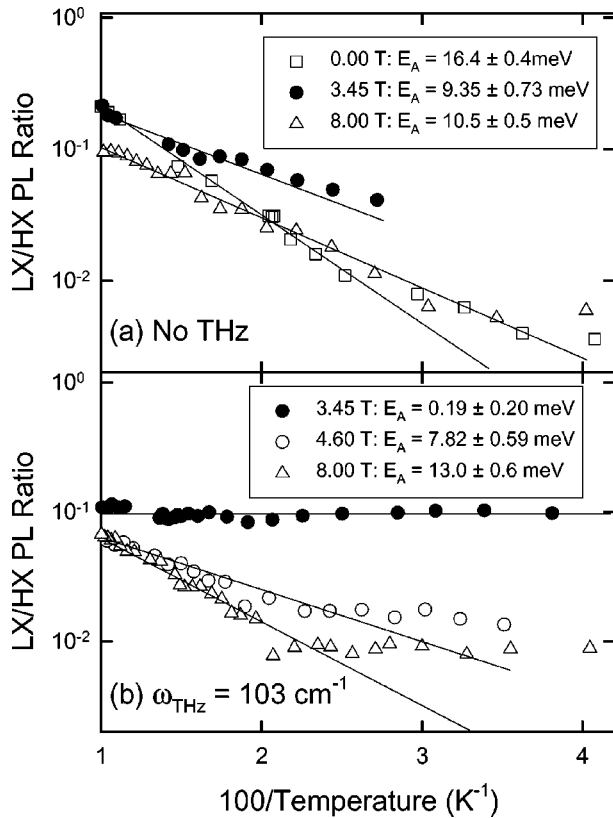 10⁰
0.00 T: E_A = 16.4 ± 0.4meV
3.45 T: E_A = 9.35 ± 0.73 meV
8.00 T: E_A = 10.5 ± 0.5 meV
10⁻¹
10⁻²
LX/HX PL Ratio
(a) No THz
10⁰
3.45 T: E_A = 0.19 ± 0.20 meV
4.60 T: E_A = 7.82 ± 0.59 meV
8.00 T: E_A = 13.0 ± 0.6 meV
10⁻¹
10⁻²
LX/HX PL Ratio
(b) ω_THz = 103 cm⁻¹
1 2 3 4
100/Temperature (K⁻¹)